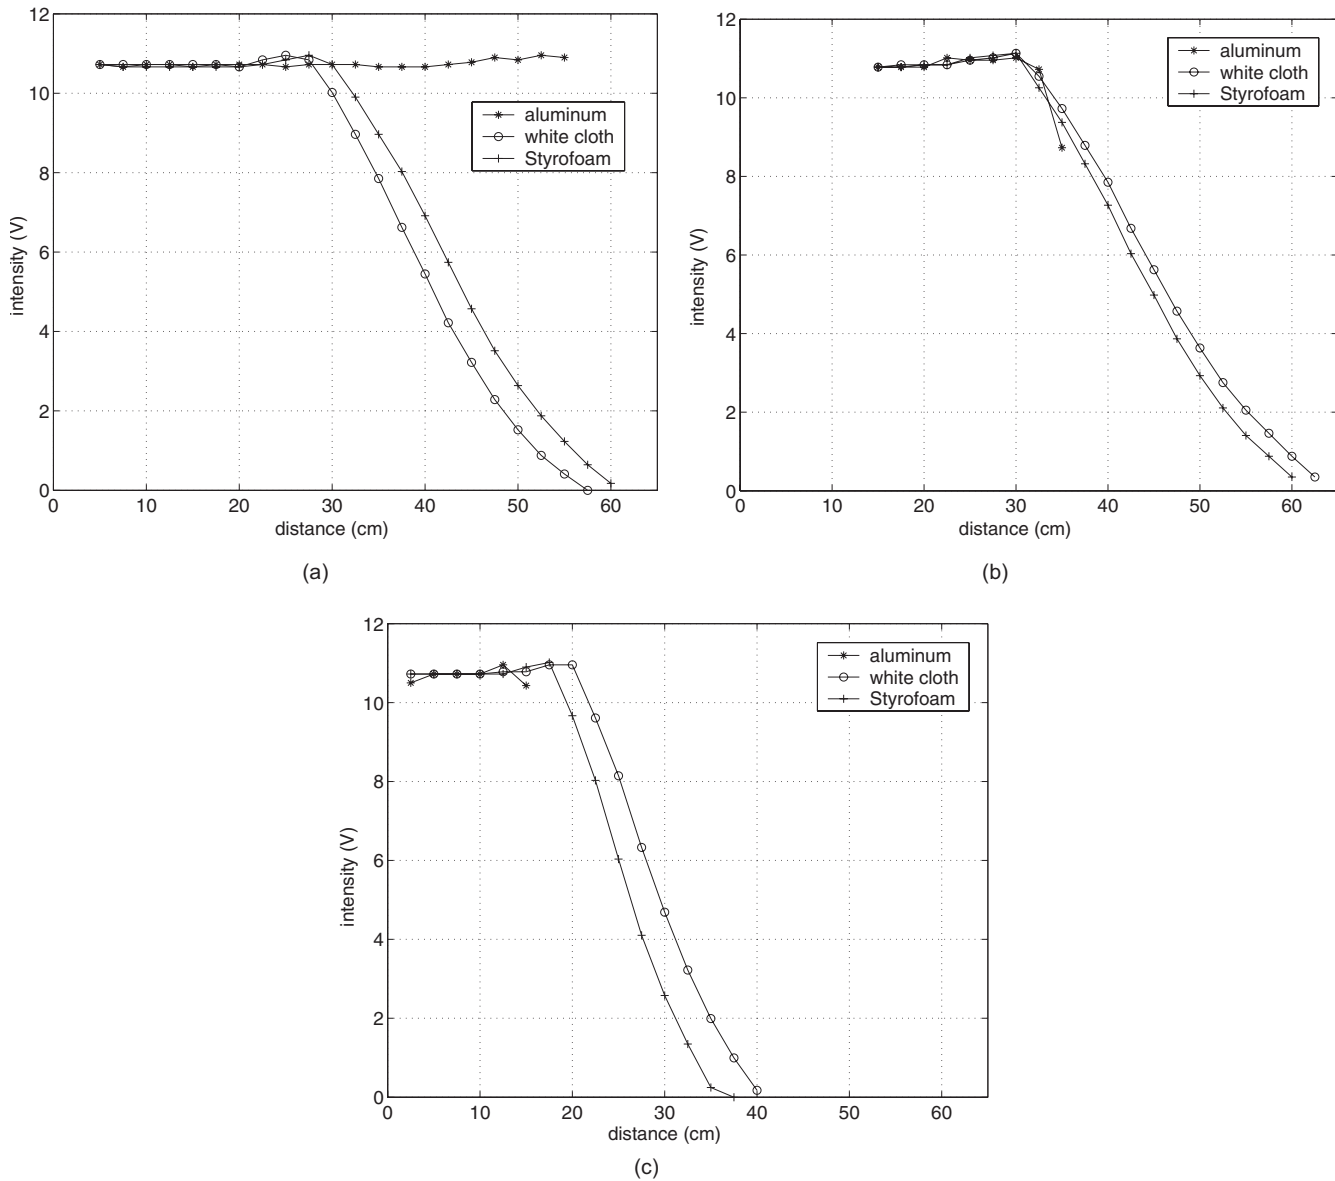 12
10
8
6
4
2
0
intensity (V)
aluminum
white cloth
Styrofoam
0 10 20 30 40 50 60
distance (cm)
(a)
12
10
8
6
4
2
0
intensity (V)
aluminum
white cloth
Styrofoam
0 10 20 30 40 50 60
distance (cm)
(b)
12
10
8
6
4
2
0
intensity (V)
aluminum
white cloth
Styrofoam
0 10 20 30 40 50 60
distance (cm)
(c)